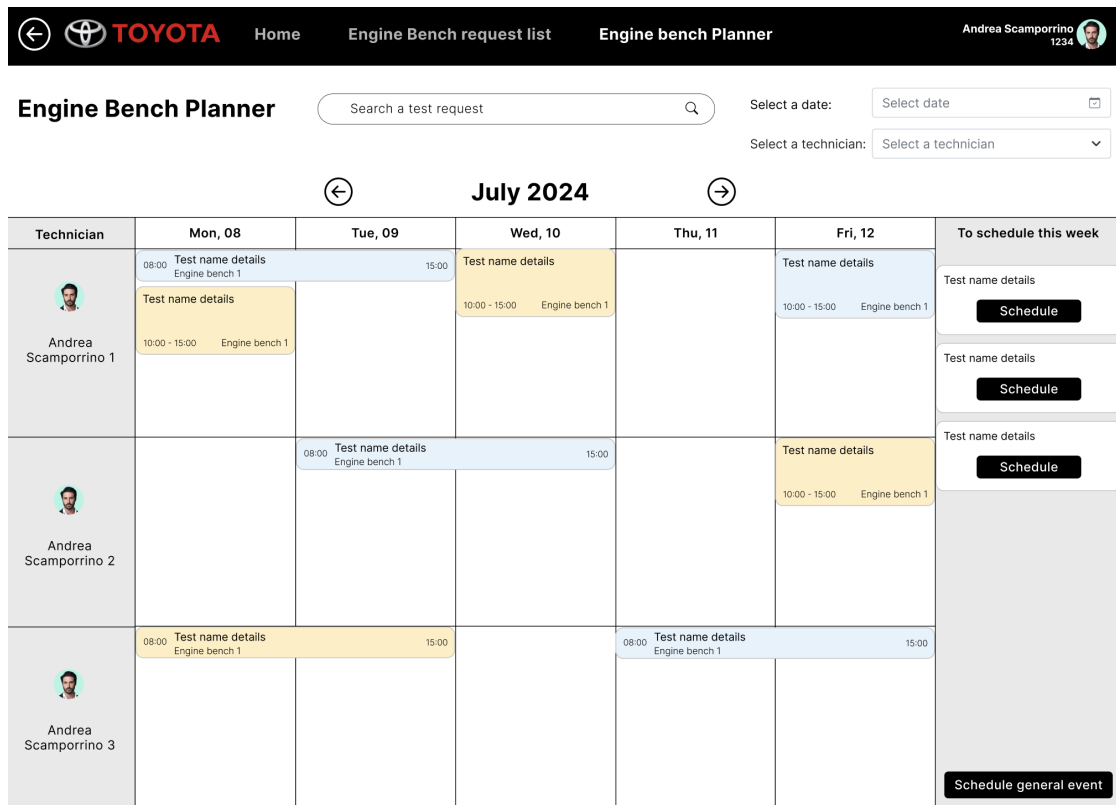 TOYOTA Home Engine Bench request list Engine bench Planner Andrea Scamporrino
1234
Engine Bench Planner
Search a test request
Select a date: Select date
Select a technician: Select a technician
July 2024
Technician Mon, 08 Tue, 09 Wed, 10 Thu, 11 Fri, 12 To schedule this week
Andrea
Scamporrino 1
08:00 Test name details 15:00
Engine bench 1
Test name details
10:00 - 15:00 Engine bench 1
Test name details
10:00 - 15:00 Engine bench 1
Test name details
10:00 - 15:00 Engine bench 1
Andrea
Scamporrino 2
08:00 Test name details 15:00
Engine bench 1
Test name details
10:00 - 15:00 Engine bench 1
Andrea
Scamporrino 3
08:00 Test name details 15:00
Engine bench 1
08:00 Test name details 15:00
Engine bench 1
Test name details
Schedule
Test name details
Schedule
Test name details
Schedule
Schedule general event